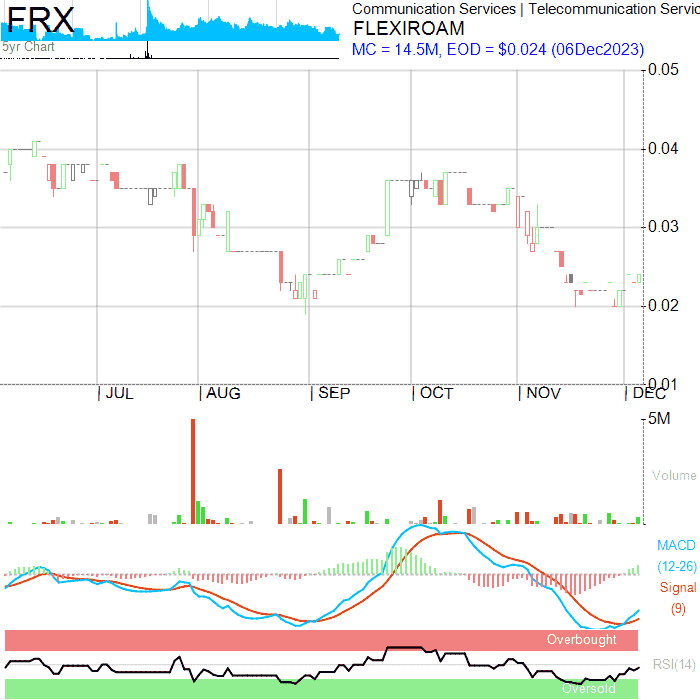 FRX
5yr Chart
Communication Services | Telecommunication Servic
FLEXIROAM
MC = 14.5M, EOD = $0.024 (06Dec2023)
0.05
0.04
0.03
0.02
0.01
JUL
AUG
SEP
OCT
NOV
DEC
5M
Volume
MACD
(12-26)
Signal
(9)
Overbought
RSI(14)
Oversold